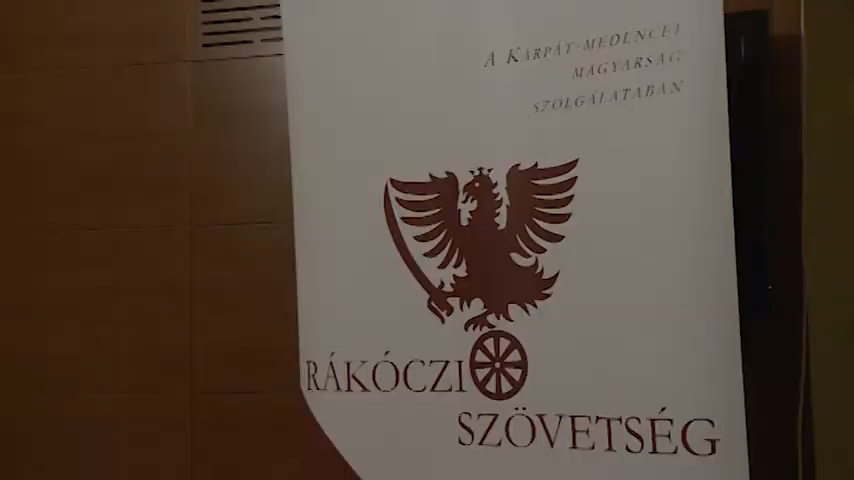 A KÁRPÁT-MEDENCEI
MAGYARSÁG
SZOLGÁLATÁBAN
RÁKÓCZI
SZÖVETSÉG